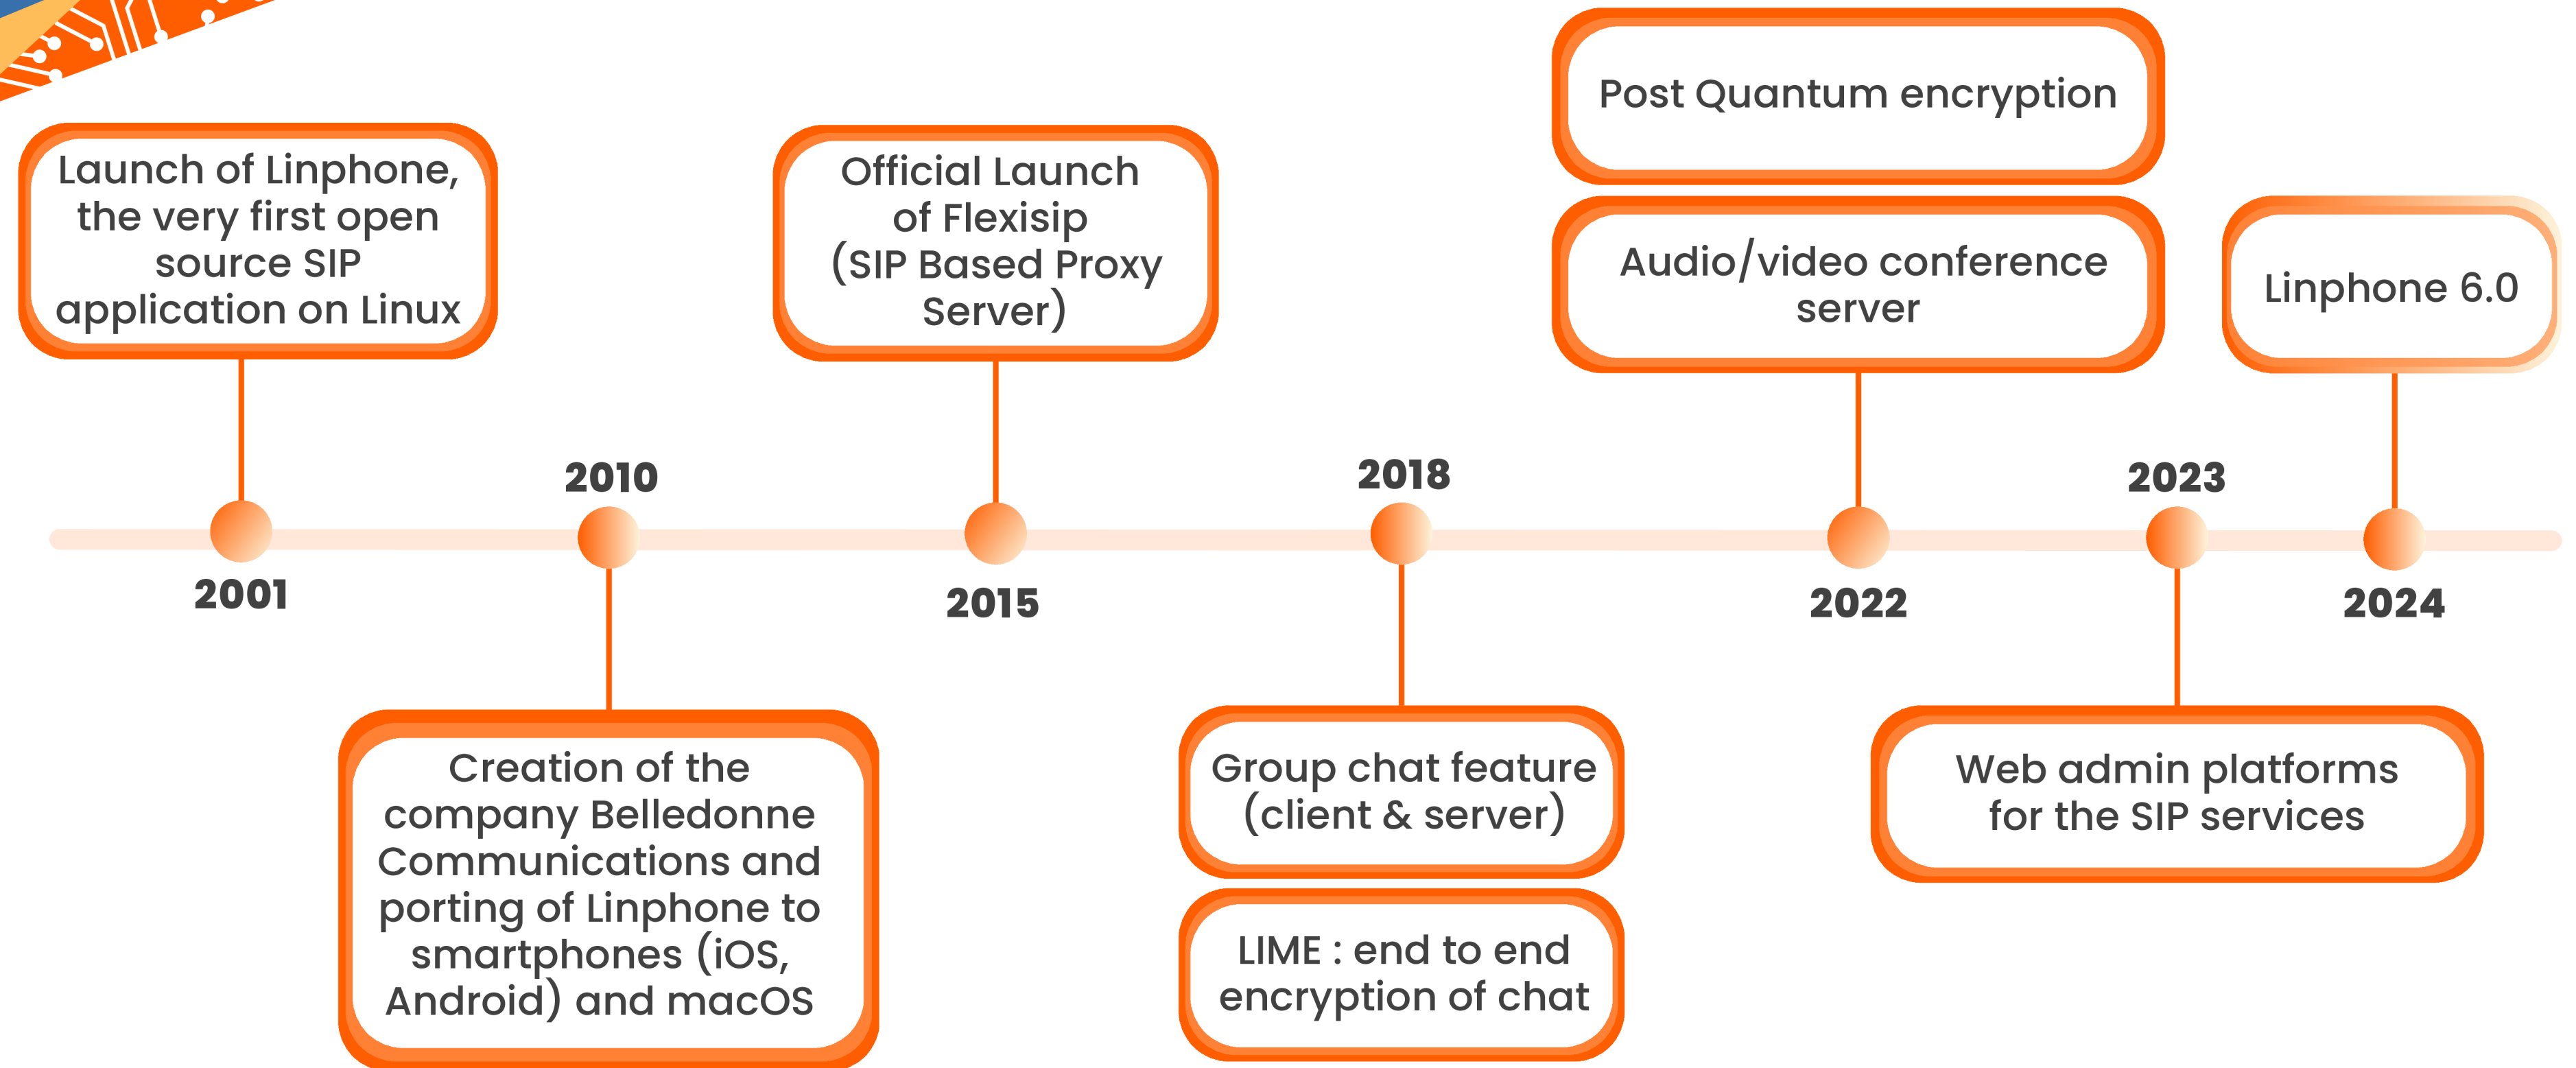 Launch of Linphone,
the very first open
source SIP
application on Linux
2001
2010
Creation of the
company Belledonne
Communications and
porting of Linphone to
smartphones (iOS,
Android) and macOS
Official Launch
of Flexisip
(SIP Based Proxy
Server)
2015
2018
Group chat feature
(client & server)
LIME : end to end
encryption of chat
Post Quantum encryption
Audio/video conference
server
2022
2023
Web admin platforms
for the SIP services
Linphone 6.0
2024